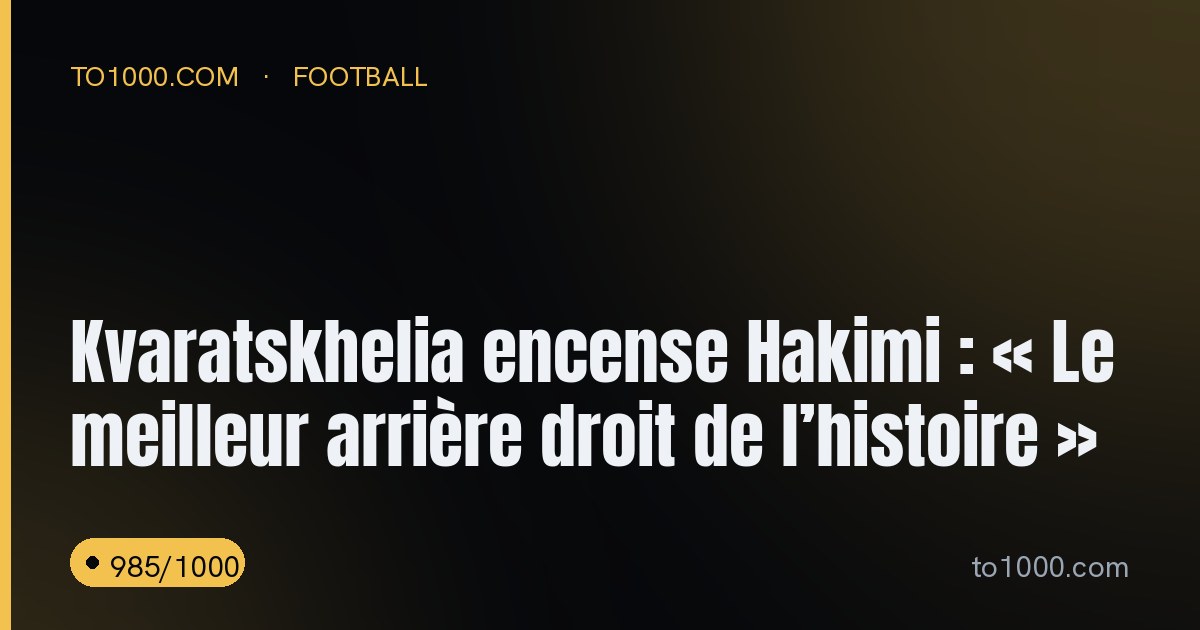 TO1000.COM · FOOTBALL
Kvaratskhelia encense Hakimi : « Le
meilleur arrière droit de l’histoire »
985/1000
to1000.com